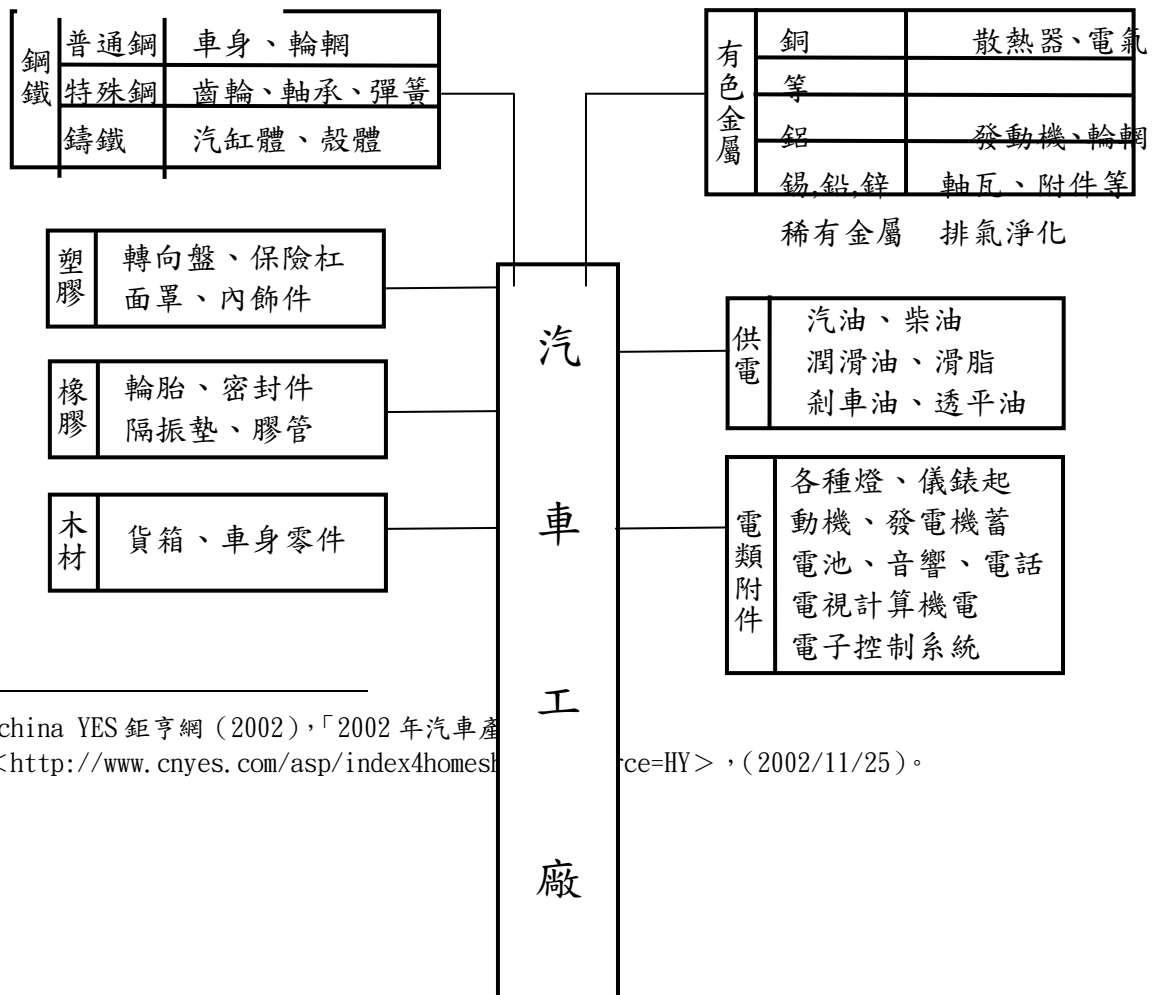 鋼鐵
普通鋼 車身、輪輞
特殊鋼 齒輪、軸承、彈簧
鑄鐵 汽缸體、殼體
有色金屬
銅 散熱器、電氣
等
鋁 發動機、輪輞
錫,鉛,鋅 軸瓦、附件等
稀有金屬 排氣淨化
塑膠
轉向盤、保險杠
面罩、內飾件
橡膠
輪胎、密封件
隔振墊、膠管
木材
貨箱、車身零件
汽車工廠
供電
汽油、柴油
潤滑油、滑脂
剎車油、透平油
電類附件
各種燈、儀錶起
動機、發電機蓄
電池、音響、電話
電視計算機電
電子控制系統
china YES 鉅亨網（2002），「2002 年汽車產
<http://www.cnyes.com/asp/index4homesh rce=HY＞，（2002/11/25）。